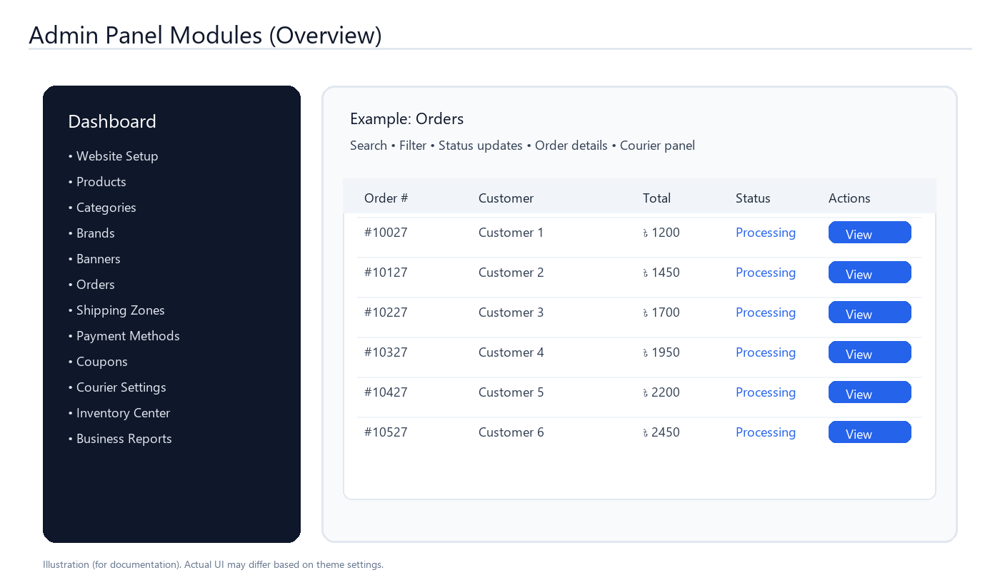 Admin Panel Modules (Overview)
Dashboard
• Website Setup
• Products
• Categories
• Brands
• Banners
• Orders
• Shipping Zones
• Payment Methods
• Coupons
• Courier Settings
• Inventory Center
• Business Reports
Example: Orders
Search • Filter • Status updates • Order details • Courier panel
Order # Customer Total Status Actions
#10027 Customer 1 ৳ 1200 Processing View
#10127 Customer 2 ৳ 1450 Processing View
#10227 Customer 3 ৳ 1700 Processing View
#10327 Customer 4 ৳ 1950 Processing View
#10427 Customer 5 ৳ 2200 Processing View
#10527 Customer 6 ৳ 2450 Processing View
Illustration (for documentation). Actual UI may differ based on theme settings.